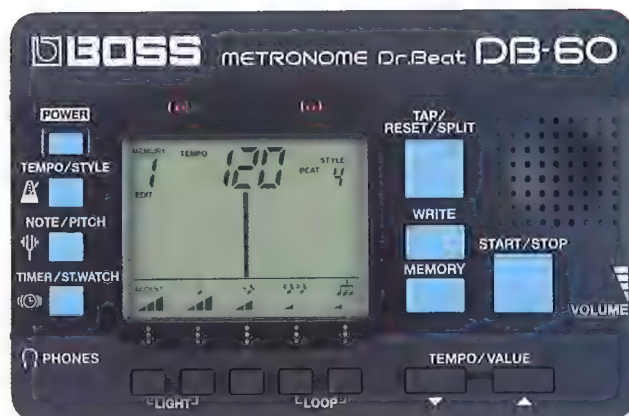 BOSS METRONOME Dr.Beat DB-60
POWER
TAP/
RESET/SPLIT
MEMORY TEMPO 120 STYLE
1 BEAT 4
EDIT
TEMPO/STYLE
NOTE/PITCH
WRITE
START/STOP
TIMER/ST.WATCH
MEMORY
ACCENT
VOLUME
PHONES
TEMPO/VALUE
LIGHT LOOP